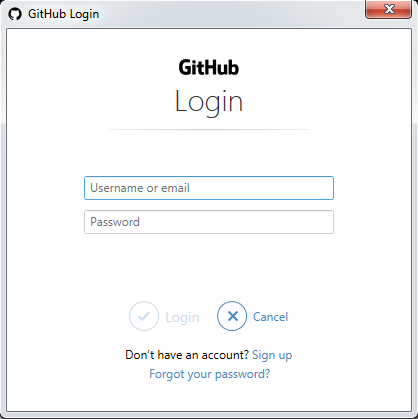 GitHub Login
GitHub
Login
Username or email
Password
Login Cancel
Don't have an account? Sign up
Forgot your password?